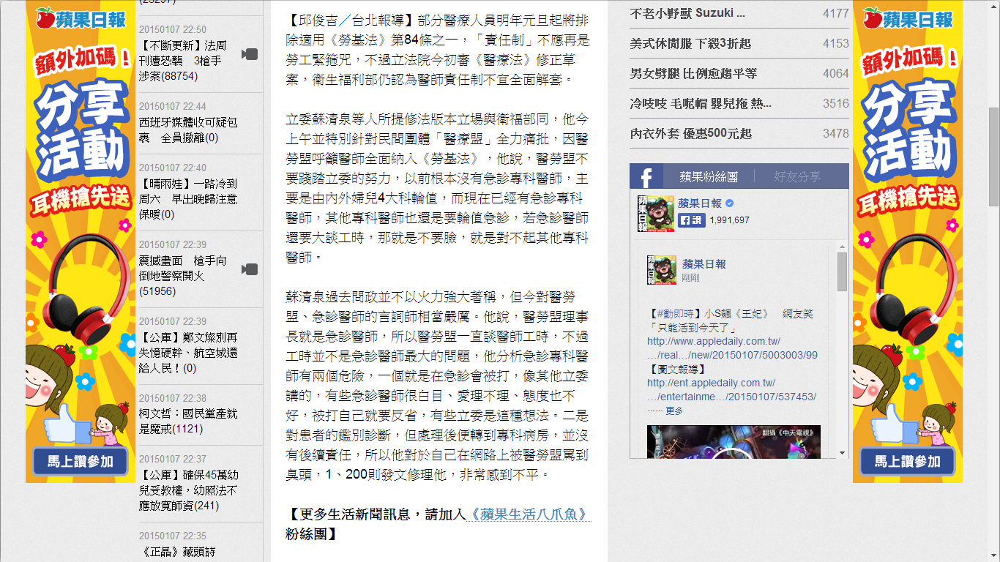 蘋果日報
額外加碼！
分享
活動
耳機搶先送
馬上讚參加
20150107 22:50
【不斷更新】法周
刊遭恐襲　3槍手
涉案(88754)
20150107 22:44
西班牙媒體收可疑包
裹　全員撤離(0)
20150107 22:40
【晴雨娃】一路冷到
周六　早出晚歸注意
保暖(0)
20150107 22:39
震撼畫面　槍手向
倒地警察開火
(51956)
20150107 22:39
【公庫】鄭文燦別再
失憶硬幹、航空城還
給人民！(0)
20150107 22:38
柯文哲：國民黨產就
是魔戒(1121)
20150107 22:37
【公庫】確保45萬幼
兒受教權，幼照法不
應放寬師資(241)
20150107 22:35
《正晶》藏頭詩
【邱俊吉／台北報導】部分醫療人員明年元旦起將排
除適用《勞基法》第84條之一，「責任制」不應再是
勞工緊箍咒，不過立法院今初審《醫療法》修正草
案，衛生福利部仍認為醫師責任制不宜全面解套。
立委蘇清泉等人所提修法版本立場與衛福部同，他今
上午並特別針對民間團體「醫療盟」全力痛批，因醫
勞盟呼籲醫師全面納入《勞基法》，他說，醫勞盟不
要踐踏立委的努力，以前根本沒有急診專科醫師，主
要是由內外婦兒4大科輪值，而現在已經有急診專科
醫師，其他專科醫師也還是要輪值急診，若急診醫師
還要大談工時，那就是不要臉，就是對不起其他專科
醫師。
蘇清泉過去問政並不以火力強大著稱，但今對醫勞
盟、急診醫師的言詞師相當嚴厲。他說，醫勞盟理事
長就是急診醫師，所以醫勞盟一直談醫師工時，不過
工時並不是急診醫師最大的問題，他分析急診專科醫
師有兩個危險，一個就是在急診會被打，像其他立委
講的，有些急診醫師很白目、愛理不理、態度也不
好，被打自己就要反省，有些立委是這種想法。二是
對患者的鑑別診斷，但處理後便轉到專科病房，並沒
有後續責任，所以他對於自己在網路上被醫勞盟罵到
臭頭，1、200則發文修理他，非常感到不平。
【更多生活新聞訊息，請加入《蘋果生活八爪魚》
粉絲團】
不老小野獸 Suzuki ... 4177
美式休閒服 下殺3折起 4153
男女劈腿 比例愈趨平等 4064
冷吱吱 毛呢帽 嬰兒拖 熱... 3516
內衣外套 優惠500元起 3478
蘋果粉絲團 好友分享
蘋果日報
讚 1,991,697
蘋果日報
剛剛
【#動即時】小S飆《王妃》　網友笑
「只能活到今天了」
http://www.appledaily.com.tw/
…/real…/new/20150107/5003003/99
【圖文報導】
http://ent.appledaily.com.tw/
…/entertainme…/20150107/537453/
…… 更多
翻攝《中天電視》
蘋果日報
額外加碼！
分享
活動
耳機搶先送
馬上讚參加